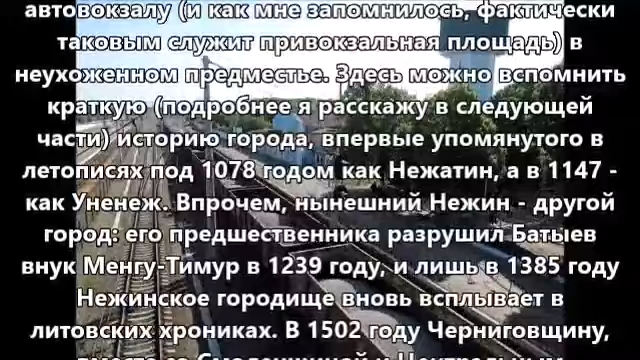 автовокзалу (и как мне запомнилось, фактически
таковым служит привокзальная площадь) в
неухоженном предместье. Здесь можно вспомнить
краткую (подробнее я расскажу в следующей
части) историю города, впервые упомянутого в
летописях под 1078 годом как Нежатин, а в 1147 -
как Уненеж. Впрочем, нынешний Нежин - другой
город: его предшественника разрушил Батыев
внук Менгу-Тимур в 1239 году, и лишь в 1385 году
Нежинское городище вновь всплывает в
литовских хрониках. В 1502 году Черниговщину,
вместе со Смоленщиной и